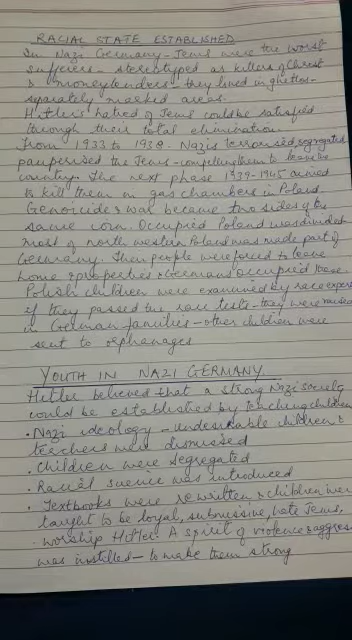 RACIAL STATE ESTABLISHED
In Nazi Germany - Jews were the worst
sufferers - stereotyped as killers of Christ
& moneylenders - they lived in ghettos -
separately marked areas.
Hitler's hatred of Jews could be satisfied
through their total elimination.
From 1933 to 1938 - Nazis terrorised, segregated
pauperised the Jews - compelling them to leave the
country. The next phase 1939-1945 aimed
to kill them in gas chambers in Poland
Genocide & war became two sides of the
same coin. Occupied Poland was divided
most of north western Poland was made part of
Germany. Then people were forced to leave
home & properties & Germans occupied these.
Polish children were examined by race experts
if they passed the race tests - they were raised
in German families - other children were
sent to orphanages
YOUTH IN NAZI GERMANY
Hitler believed that a strong Nazi society
could be established by teaching children
• Nazi ideology - undesirable children &
teachers were dismissed
• Children were segregated
• Racial science was introduced
• Textbooks were rewritten & children were
taught to be loyal, submissive, hate Jews,
• worship Hitler. A spirit of violence & aggress
was instilled - to make them strong